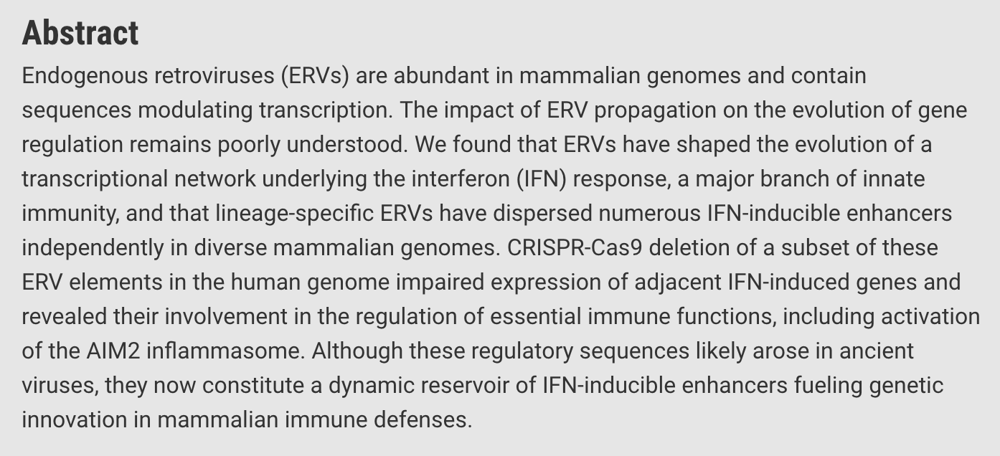 Abstract
Endogenous retroviruses (ERVs) are abundant in mammalian genomes and contain
sequences modulating transcription. The impact of ERV propagation on the evolution of gene
regulation remains poorly understood. We found that ERVs have shaped the evolution of a
transcriptional network underlying the interferon (IFN) response, a major branch of innate
immunity, and that lineage-specific ERVs have dispersed numerous IFN-inducible enhancers
independently in diverse mammalian genomes. CRISPR-Cas9 deletion of a subset of these
ERV elements in the human genome impaired expression of adjacent IFN-induced genes and
revealed their involvement in the regulation of essential immune functions, including activation
of the AIM2 inflammasome. Although these regulatory sequences likely arose in ancient
viruses, they now constitute a dynamic reservoir of IFN-inducible enhancers fueling genetic
innovation in mammalian immune defenses.